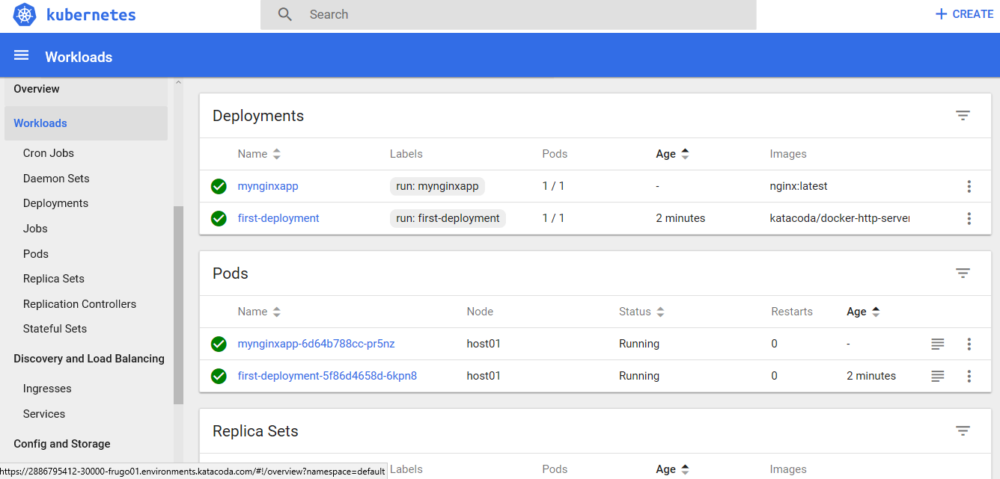 kubernetes
Search
CREATE
Workloads
Overview
Workloads
Cron Jobs
Daemon Sets
Deployments
Jobs
Pods
Replica Sets
Replication Controllers
Stateful Sets
Discovery and Load Balancing
Ingresses
Services
Config and Storage
Deployments
Name Labels Pods Age Images
mynginxapp run: mynginxapp 1 / 1 - nginx:latest
first-deployment run: first-deployment 1 / 1 2 minutes katacoda/docker-http-server
Pods
Name Node Status Restarts Age
mynginxapp-6d64b788cc-pr5nz host01 Running 0 -
first-deployment-5f86d4658d-6kpn8 host01 Running 0 2 minutes
Replica Sets
Labels Pods Age Images
https://2886795412-30000-frugo01.environments.katacoda.com/#!/overview?namespace=default